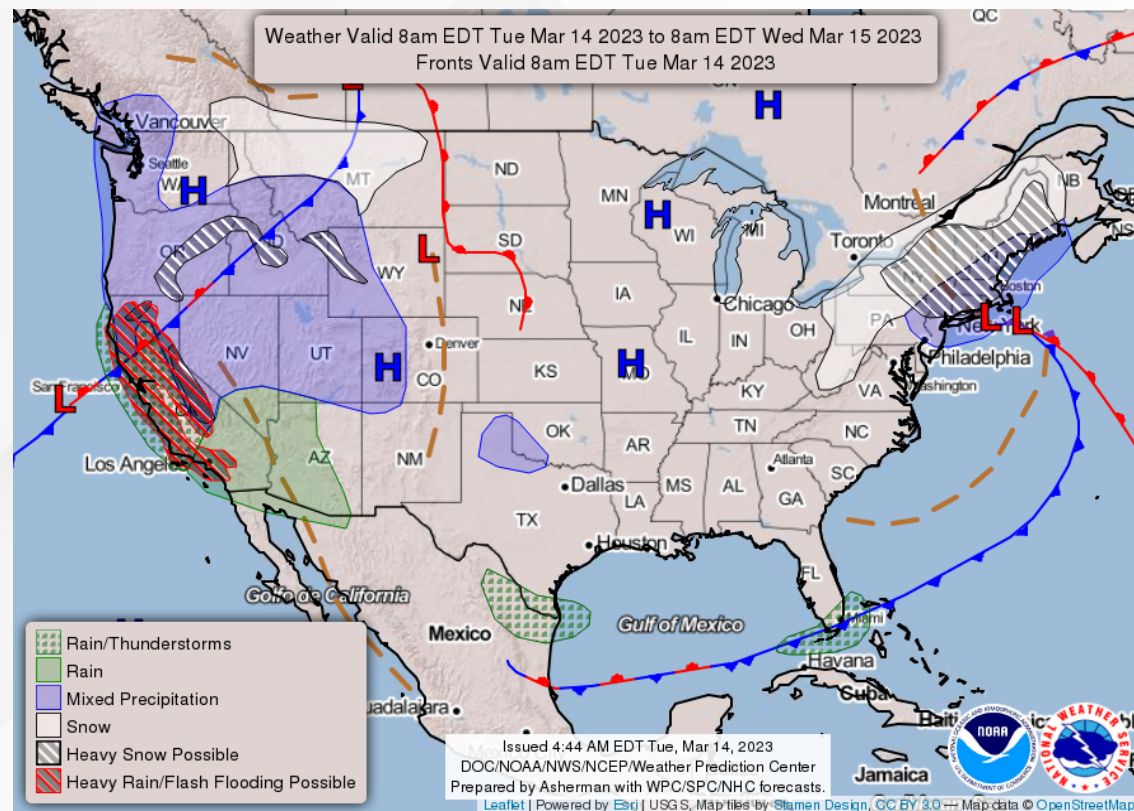 Weather Valid 8am EDT Tue Mar 14 2023 to 8am EDT Wed Mar 15 2023
Fronts Valid 8am EDT Tue Mar 14 2023
QC
H
Vancouver
Seattle
WA
H
MT
ND
MN
H
WI
MI
Montréal
NB
NS
Toronto
OR
ID
WY
L
SD
NY
Boston
NE
IA
Chicago
PA
L
L
New York
Philadelphia
NV
UT
H
Denver
CO
IL
IN
OH
San Francisco
L
CA
KS
H
MO
KY
VA
Washington
Los Angeles
AZ
NM
OK
AR
TN
NC
Atlanta
SC
Dallas
MS
AL
GA
TX
LA
Houston
FL
Golfo de California
Mexico
Gulf of Mexico
Miami
Havana
Cuba
Jamaica
Rain/Thunderstorms
Rain
Mixed Precipitation
Snow
Heavy Snow Possible
Heavy Rain/Flash Flooding Possible
uadalajara
Issued 4:44 AM EDT Tue, Mar 14, 2023
DOC/NOAA/NWS/NCEP/Weather Prediction Center
Prepared by Asherman with WPC/SPC/NHC forecasts.
NOAA
NATIONAL WEATHER SERVICE
Leaflet | Powered by Esri | USGS, Map tiles by Stamen Design, CC BY 3.0 — Map data © OpenStreetMap